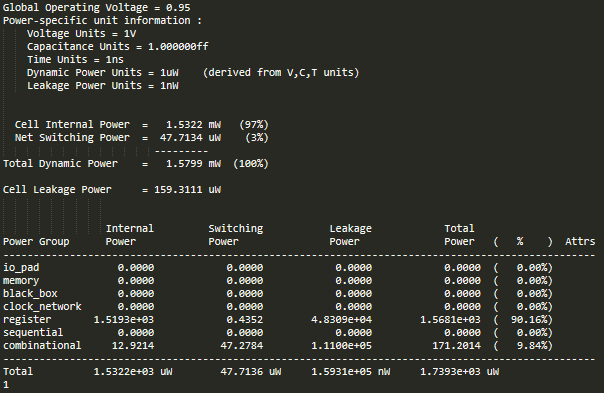 Global Operating Voltage = 0.95
Power-specific unit information :
    Voltage Units = 1V
    Capacitance Units = 1.000000ff
    Time Units = 1ns
    Dynamic Power Units = 1uW    (derived from V,C,T units)
    Leakage Power Units = 1nW
  Cell Internal Power  =   1.5322 mW   (97%)
  Net Switching Power  =  47.7134 uW    (3%)
                         ---------
Total Dynamic Power    =   1.5799 mW  (100%)
Cell Leakage Power     = 159.3111 uW
                 Internal         Switching           Leakage            Total
Power Group      Power            Power               Power              Power   (   %    )  Attrs
--------------------------------------------------------------------------------------------------
io_pad             0.0000            0.0000            0.0000            0.0000  (   0.00%)
memory             0.0000            0.0000            0.0000            0.0000  (   0.00%)
black_box          0.0000            0.0000            0.0000            0.0000  (   0.00%)
clock_network      0.0000            0.0000            0.0000            0.0000  (   0.00%)
register       1.5193e+03            0.4352        4.8309e+04        1.5681e+03  (  90.16%)
sequential         0.0000            0.0000            0.0000            0.0000  (   0.00%)
combinational     12.9214           47.2784        1.1100e+05          171.2014  (   9.84%)
--------------------------------------------------------------------------------------------------
Total          1.5322e+03 uW        47.7136 uW     1.5931e+05 nW     1.7393e+03 uW
1